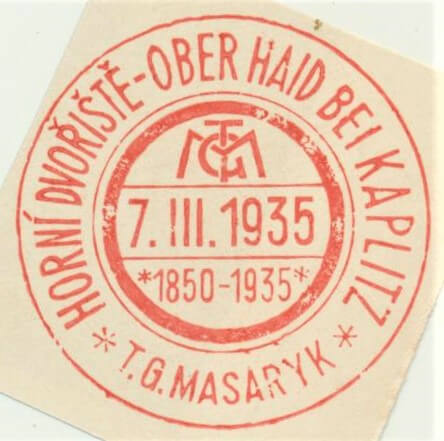 HORNÍ DVOŘIŠTĚ-OBER HAID BEI KAPLITZ
TGM
7. III. 1935
*1850-1935*
* T.G.MASARYK *